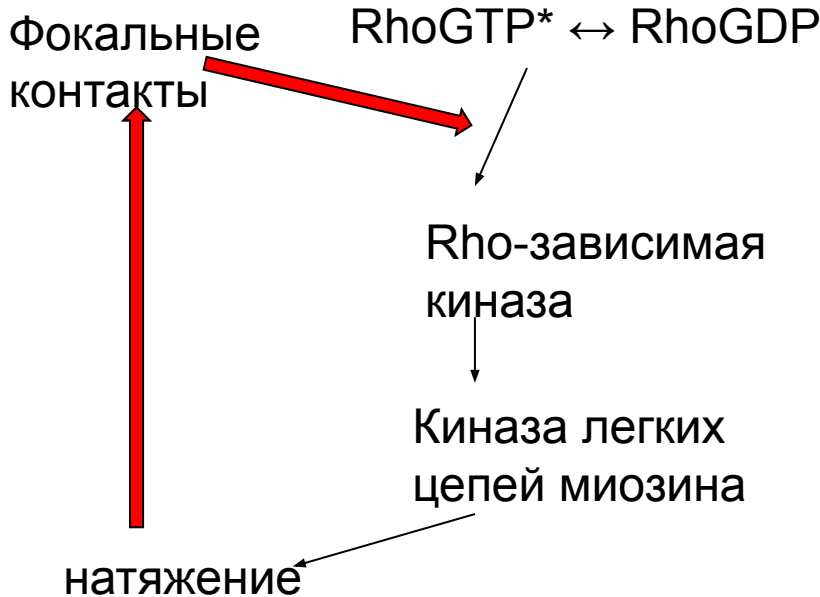 Фокальные
контакты
RhoGTP* ↔ RhoGDP
Rho-зависимая
киназа
Киназа легких
цепей миозина
натяжение